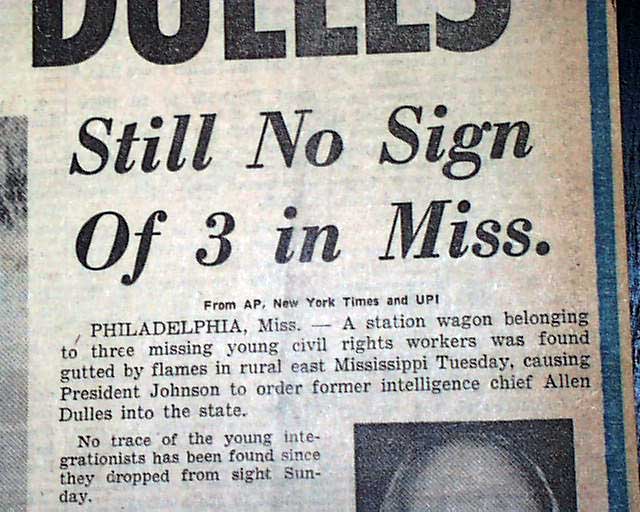 DULLES
Still No Sign
Of 3 in Miss.
From AP, New York Times and UPI
PHILADELPHIA, Miss. — A station wagon belonging
to three missing young civil rights workers was found
gutted by flames in rural east Mississippi Tuesday, causing
President Johnson to order former intelligence chief Allen
Dulles into the state.
No trace of the young inte-
grationists has been found since
they dropped from sight Sun-
day.